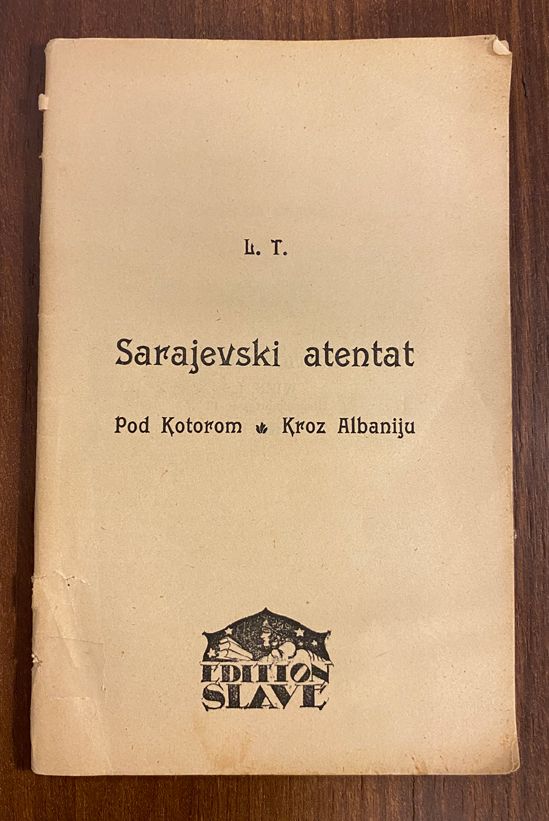 L. T.
Sarajevski atentat
Pod Kotorom Kroz Albaniju
EDITION
SLAVE